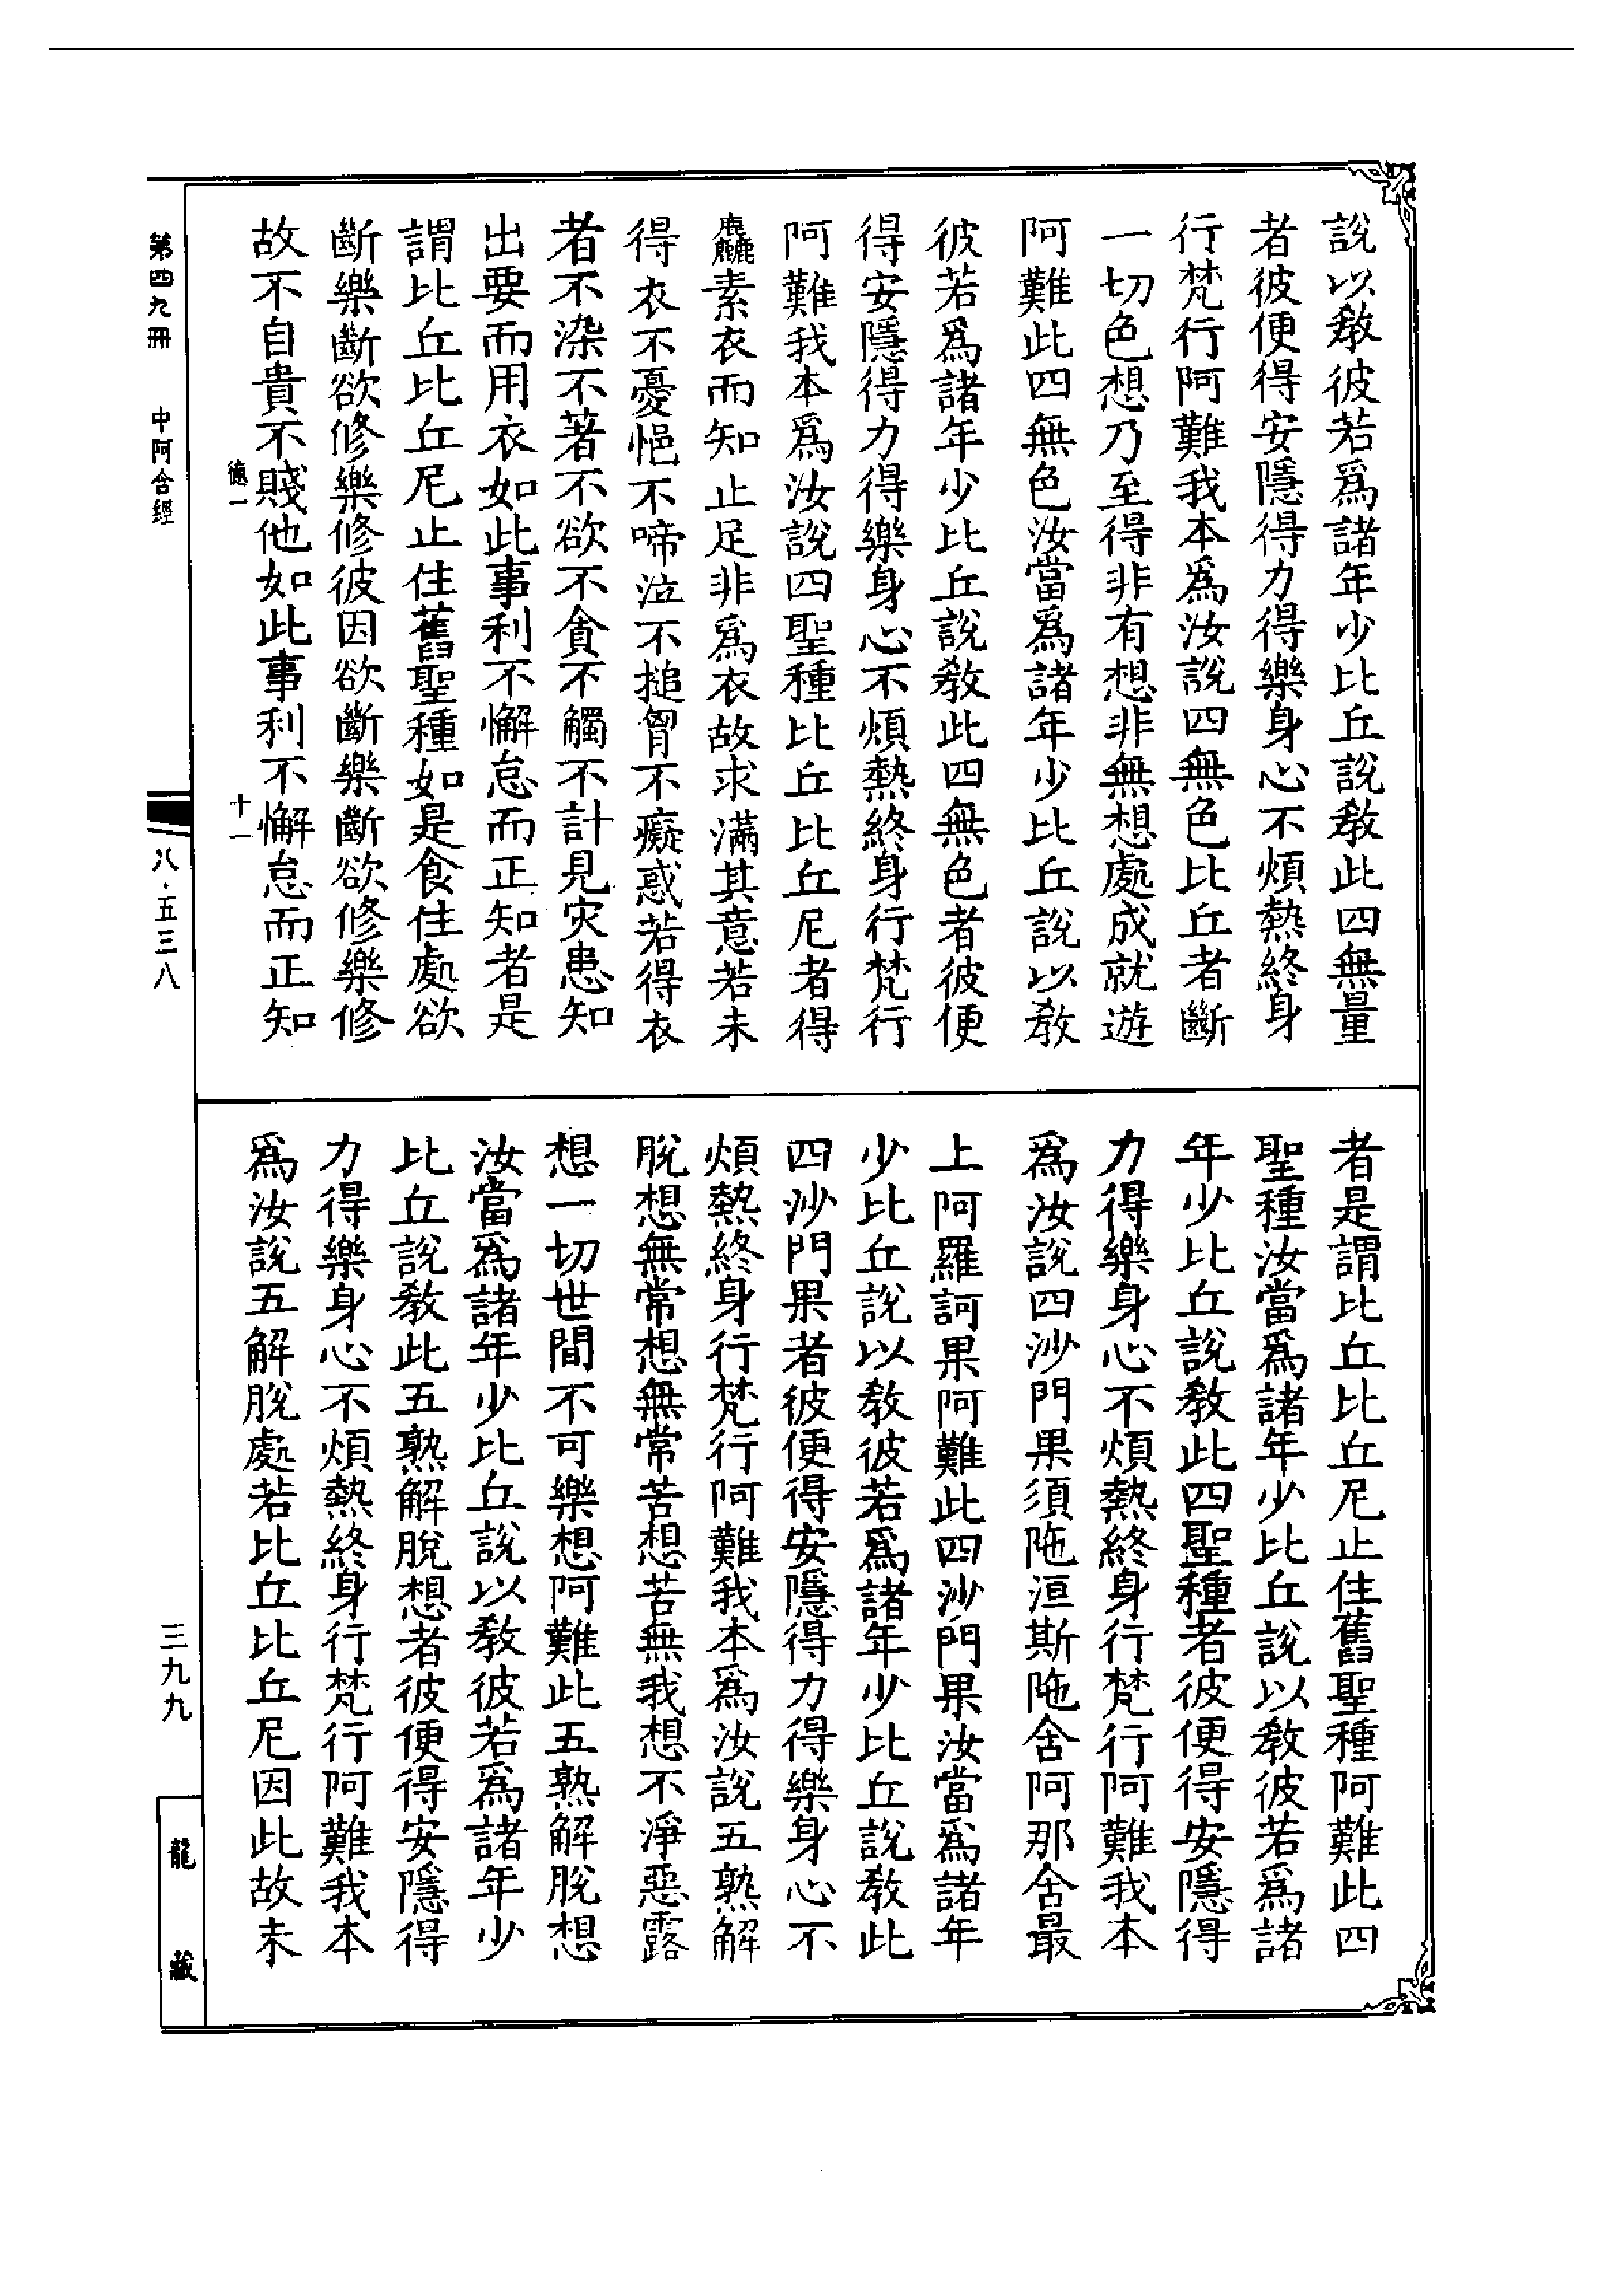 說以敎彼若爲諸年少比丘說敎此四無量
者彼便得安隱得力得樂身心不煩熱終身
行梵行阿難我本爲汝說四無色比丘者斷
一切色想乃至得非有想非無想處成就遊
阿難此四無色汝當爲諸年少比丘說以敎
彼若爲諸年少比丘說敎此四無色者彼便
得安隱得力得樂身心不煩熱終身行梵行
阿難我本爲汝說四聖種比丘比丘尼者得
麤素衣而知止足非爲衣故求滿其意若未
得衣不憂悒不啼泣不搥胷不癡惑若得衣
者不染不著不欲不貪不觸不計見灾患知
出要而用衣如此事利不懈怠而正知者是
謂比丘比丘尼止住舊聖種如是食住處欲
斷樂斷欲修樂修彼因欲斷樂斷欲修樂修
故不自貴不賤他如此事利不懈怠而正知
者是謂比丘比丘尼止住舊聖種阿難此四
聖種汝當爲諸年少比丘說以敎彼若爲諸
年少比丘說敎此四聖種者彼便得安隱得
力得樂身心不煩熱終身行梵行阿難我本
爲汝說四沙門果須陁洹斯陁含阿那含最
上阿羅訶果阿難此四沙門果汝當爲諸年
少比丘說以敎彼若爲諸年少比丘說敎此
四沙門果者彼便得安隱得力得樂身心不
煩熱終身行梵行阿難我本爲汝說五熟解
脫想無常想無常苦想苦無我想不淨惡露
想一切世間不可樂想阿難此五熟解脫想
汝當爲諸年少比丘說以敎彼若爲諸年少
比丘說敎此五熟解脫想者彼便得安隱得
力得樂身心不煩熱終身行梵行阿難我本
爲汝說五解脫處若比丘比丘尼因此故未
德一 十一
第四九冊 中阿含經 八·五三八 三九九 龍藏